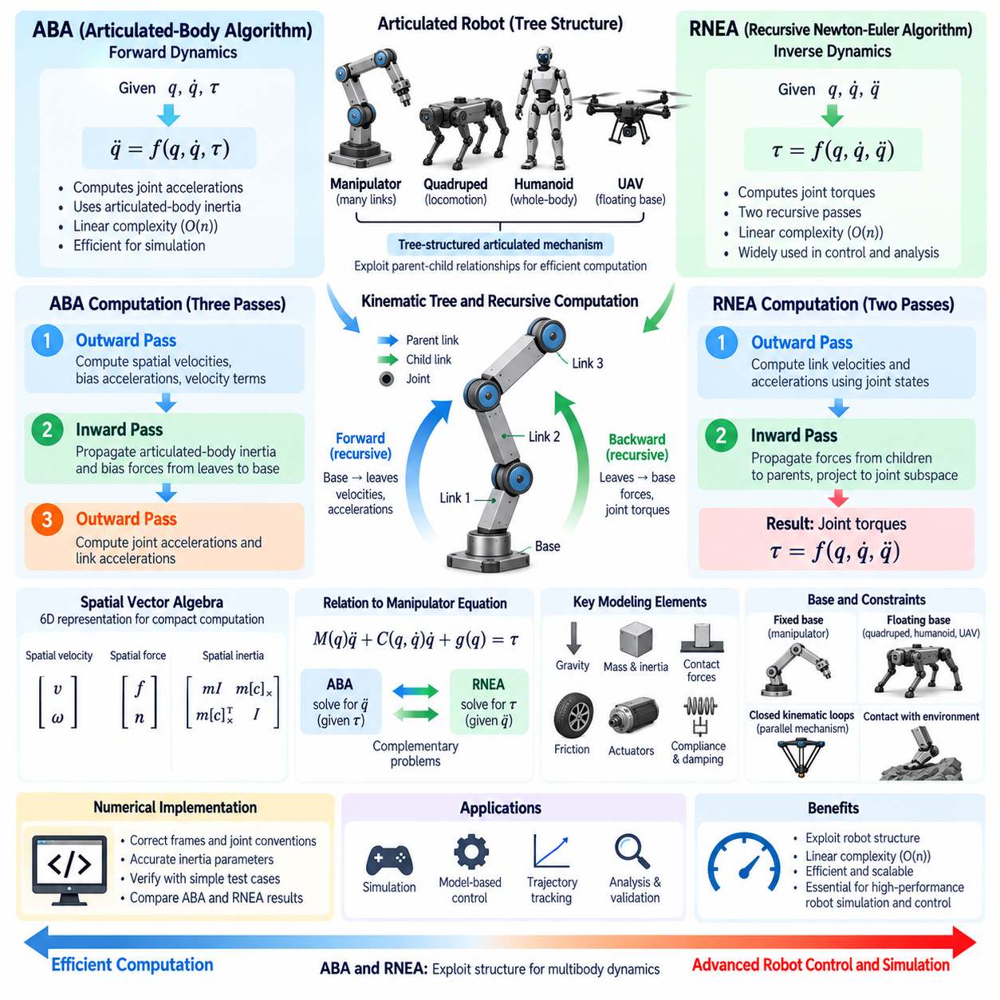 ABA (Articulated-Body Algorithm)
Forward Dynamics
Given q, q̇, τ
q̈ = f(q, q̇, τ)
• Computes joint accelerations
• Uses articulated-body inertia
• Linear complexity (O(n))
• Efficient for simulation
Articulated Robot (Tree Structure)
Manipulator
(many links)
Quadruped
(locomotion)
Humanoid
(whole-body)
UAV
(floating base)
Tree-structured articulated mechanism
Exploit parent-child relationships for efficient computation
RNEA (Recursive Newton-Euler Algorithm)
Inverse Dynamics
Given q, q̇, q̈
τ = f(q, q̇, q̈)
• Computes joint torques
• Two recursive passes
• Linear complexity (O(n))
• Widely used in control and analysis
ABA Computation (Three Passes)
1
Outward Pass
Compute spatial velocities,
bias accelerations, velocity terms
2
Inward Pass
Propagate articulated-body inertia
and bias forces from leaves to base
3
Outward Pass
Compute joint accelerations and
link accelerations
Kinematic Tree and Recursive Computation
Parent link
Child link
Joint
Link 3
Link 2
Link 1
Base
Forward
(recursive)
Base → leaves
velocities,
accelerations
Backward
(recursive)
Leaves → base
forces,
joint torques
RNEA Computation (Two Passes)
1
Outward Pass
Compute link velocities and
accelerations using joint states
2
Inward Pass
Propagate forces from children
to parents, project to joint subspace
Result: Joint torques
τ = f(q, q̇, q̈)
Spatial Vector Algebra
6D representation for compact computation
Spatial velocity
[v
ω]
Spatial force
[f
n]
Spatial inertia
[mI m[c]×
m[c]×ᵀ I]
Relation to Manipulator Equation
M(q)q̈ + C(q, q̇)q̇ + g(q) = τ
ABA
solve for q̈
(given τ)
RNEA
solve for τ
(given q̈)
Complementary
problems
Key Modeling Elements
Gravity
Mass & inertia
Contact
forces
Friction
Actuators
Compliance
& damping
Base and Constraints
Fixed base
(manipulator)
Floating base
(quadruped, humanoid, UAV)
Closed kinematic loops
(parallel mechanism)
Contact with environment
Numerical Implementation
</>
• Correct frames and joint conventions
• Accurate inertia parameters
• Verify with simple test cases
• Compare ABA and RNEA results
Applications
Simulation
Model-based
control
Trajectory
tracking
Analysis &
validation
Benefits
• Exploit robot structure
• Linear complexity (O(n))
• Efficient and scalable
• Essential for high-performance
robot simulation and control
Efficient Computation
ABA and RNEA: Exploit structure for multibody dynamics
Advanced Robot Control and Simulation